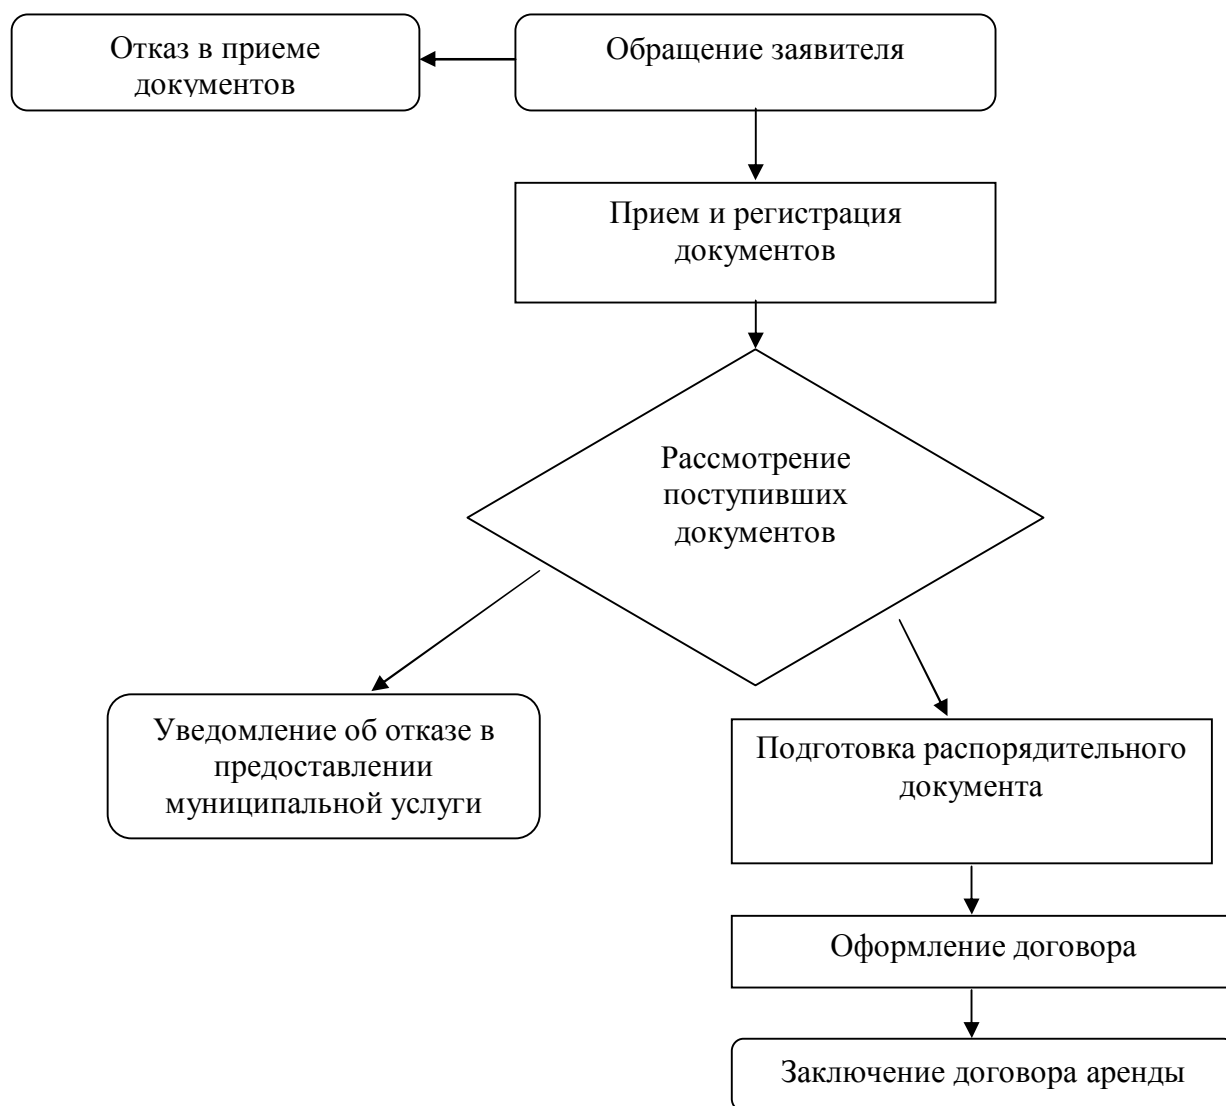 Отказ в приеме
документов
Обращение заявителя
Прием и регистрация
документов
Рассмотрение
поступивших
документов
Уведомление об отказе в
предоставлении
муниципальной услуги
Подготовка распорядительного
документа
Оформление договора
Заключение договора аренды